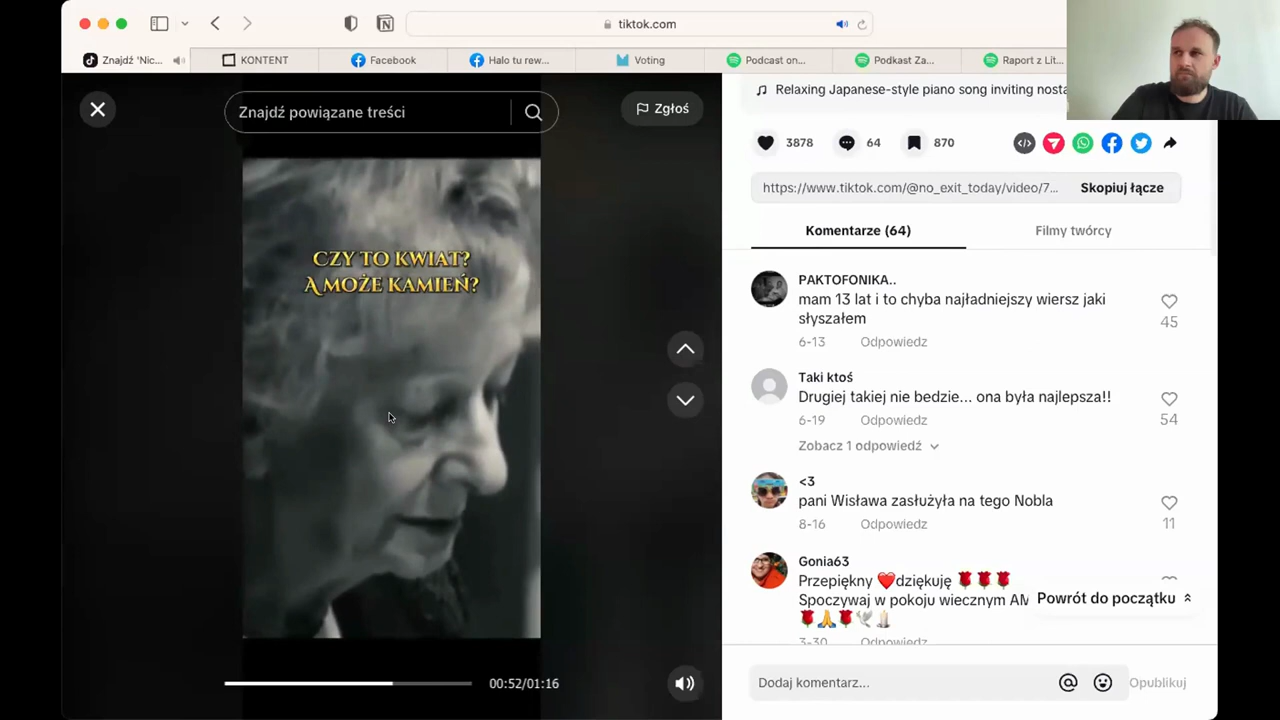 tiktok.com
Znajdź 'Nic...
KONTENT
Facebook
Halo tu rew...
Voting
Podcast on...
Podkast Za...
Raport z Lit...
Znajdź powiązane treści
Zgłoś
CZY TO KWIAT?
A MOŻE KAMIEŃ?
00:52/01:16
Relaxing Japanese-style piano song inviting nosta
3878
64
870
https://www.tiktok.com/@no_exit_today/video/7...
Skopiuj łącze
Komentarze (64)
Filmy twórcy
PAKTOFONIKA..
mam 13 lat i to chyba najładniejszy wiersz jaki
słyszałem
45
6-13
Odpowiedz
Taki ktoś
Drugiej takiej nie bedzie... ona była najlepsza!!
54
6-19
Odpowiedz
Zobacz 1 odpowiedź
<3
pani Wisława zasłużyła na tego Nobla
11
8-16
Odpowiedz
Gonia63
Przepiękny ❤️dziękuję 🌹🌹🌹
Spoczywaj w pokoju wiecznym AM
🌹🙏🌹🕊️🕯️
3-30
Odpowiedz
Powrót do początku
Dodaj komentarz...
Opublikuj